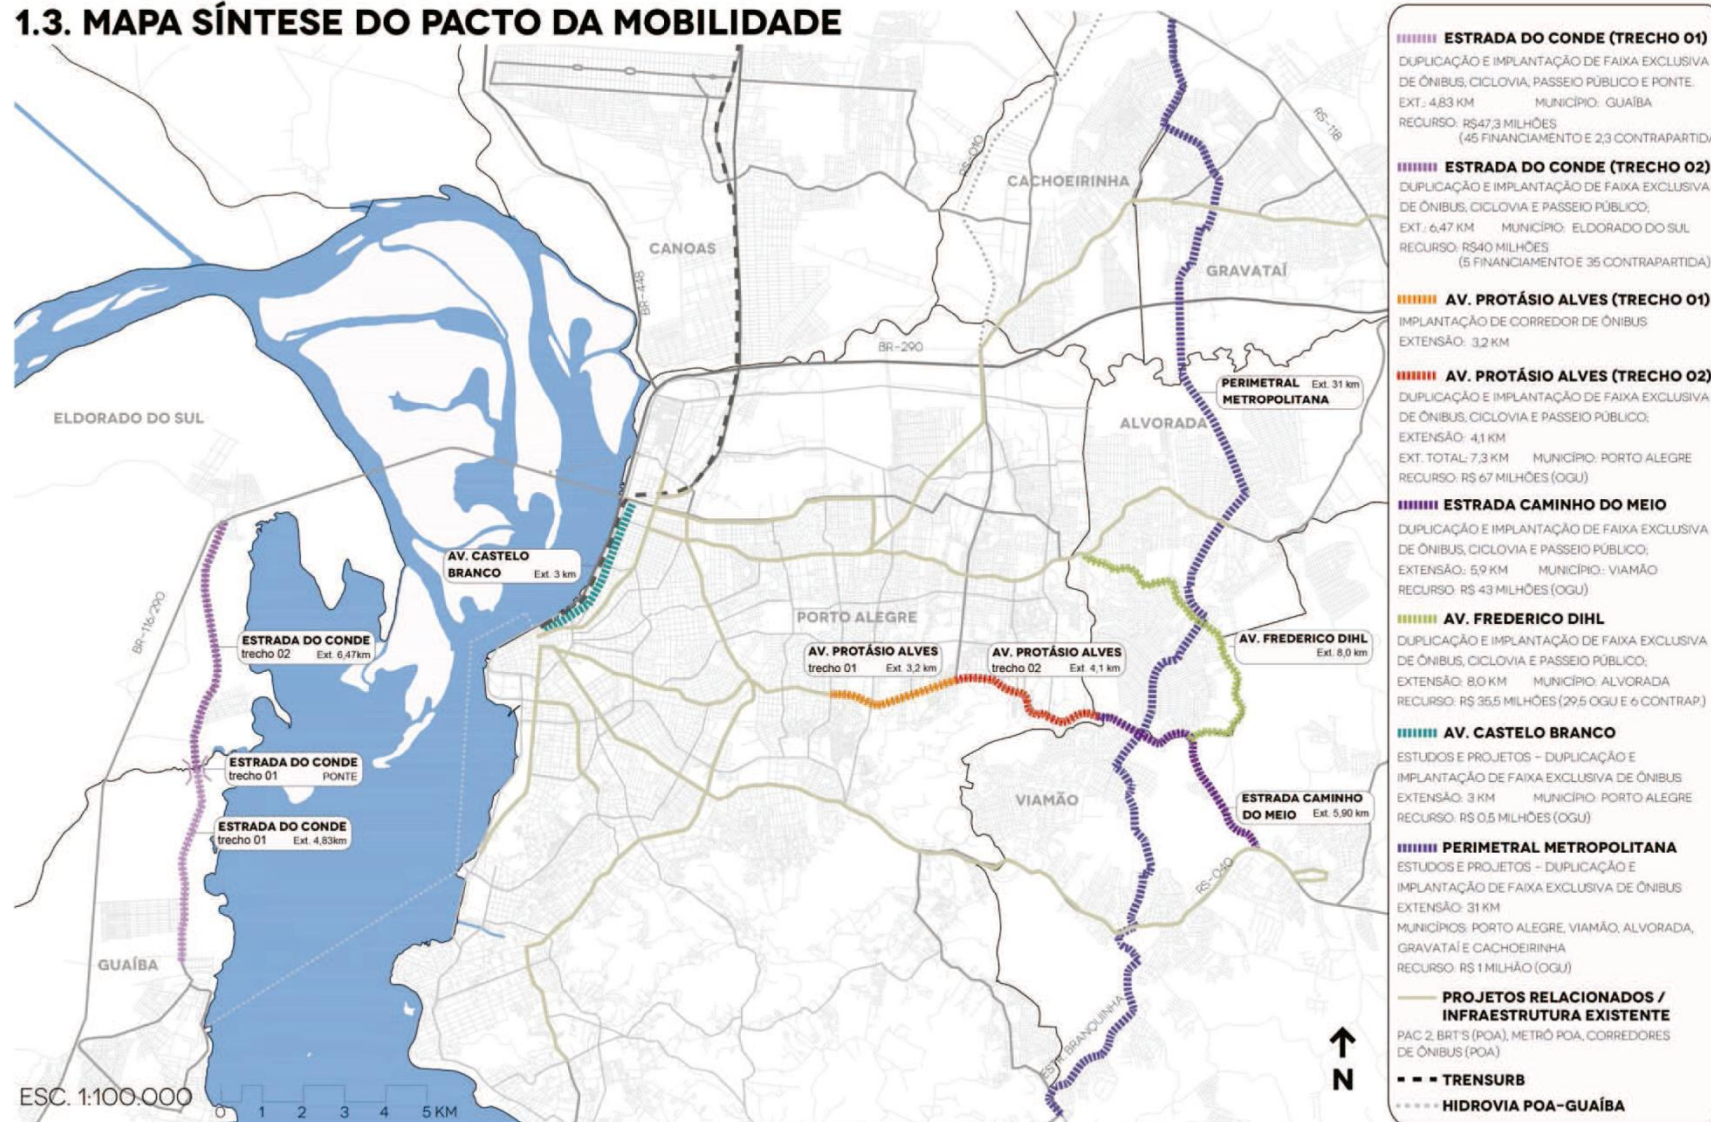 1.3. MAPA SÍNTESE DO PACTO DA MOBILIDADE
CANOAS
CACHOEIRINHA
GRAVATAÍ
RS-010
RS-118
BR-448
BR-290
ELDORADO DO SUL
PERIMETRAL Ext. 31 km
METROPOLITANA
ALVORADA
AV. CASTELO
BRANCO Ext. 3 km
BR-116/290
PORTO ALEGRE
ESTRADA DO CONDE
trecho 02 Ext. 6,47km
AV. PROTÁSIO ALVES
trecho 01 Ext. 3,2 km
AV. PROTÁSIO ALVES
trecho 02 Ext. 4,1 km
AV. FREDERICO DIHL
Ext. 8,0 km
ESTRADA DO CONDE
trecho 01 PONTE
ESTRADA DO CONDE
trecho 01 Ext. 4,83km
VIAMÃO
ESTRADA CAMINHO
DO MEIO Ext. 5,90 km
RS-040
GUAÍBA
ESTR. BRANQUINHA
N
ESC. 1:100.000
0 1 2 3 4 5 KM
ESTRADA DO CONDE (TRECHO 01)
DUPLICAÇÃO E IMPLANTAÇÃO DE FAIXA EXCLUSIVA
DE ÔNIBUS, CICLOVIA, PASSEIO PÚBLICO E PONTE.
EXT.: 4,83 KM MUNICÍPIO: GUAÍBA
RECURSO: R$47,3 MILHÕES
(45 FINANCIAMENTO E 2,3 CONTRAPARTIDA
ESTRADA DO CONDE (TRECHO 02)
DUPLICAÇÃO E IMPLANTAÇÃO DE FAIXA EXCLUSIVA
DE ÔNIBUS, CICLOVIA E PASSEIO PÚBLICO;
EXT.: 6,47 KM MUNICÍPIO: ELDORADO DO SUL
RECURSO: R$40 MILHÕES
(5 FINANCIAMENTO E 35 CONTRAPARTIDA)
AV. PROTÁSIO ALVES (TRECHO 01)
IMPLANTAÇÃO DE CORREDOR DE ÔNIBUS
EXTENSÃO: 3,2 KM
AV. PROTÁSIO ALVES (TRECHO 02)
DUPLICAÇÃO E IMPLANTAÇÃO DE FAIXA EXCLUSIVA
DE ÔNIBUS, CICLOVIA E PASSEIO PÚBLICO;
EXTENSÃO: 4,1 KM
EXT. TOTAL: 7,3 KM MUNICÍPIO: PORTO ALEGRE
RECURSO: R$ 67 MILHÕES (OGU)
ESTRADA CAMINHO DO MEIO
DUPLICAÇÃO E IMPLANTAÇÃO DE FAIXA EXCLUSIVA
DE ÔNIBUS, CICLOVIA E PASSEIO PÚBLICO;
EXTENSÃO: 5,9 KM MUNICÍPIO: VIAMÃO
RECURSO: R$ 43 MILHÕES (OGU)
AV. FREDERICO DIHL
DUPLICAÇÃO E IMPLANTAÇÃO DE FAIXA EXCLUSIVA
DE ÔNIBUS, CICLOVIA E PASSEIO PÚBLICO;
EXTENSÃO: 8,0 KM MUNICÍPIO: ALVORADA
RECURSO: R$ 35,5 MILHÕES (29,5 OGU E 6 CONTRAP.)
AV. CASTELO BRANCO
ESTUDOS E PROJETOS - DUPLICAÇÃO E
IMPLANTAÇÃO DE FAIXA EXCLUSIVA DE ÔNIBUS
EXTENSÃO: 3 KM MUNICÍPIO: PORTO ALEGRE
RECURSO: R$ 0,5 MILHÕES (OGU)
PERIMETRAL METROPOLITANA
ESTUDOS E PROJETOS - DUPLICAÇÃO E
IMPLANTAÇÃO DE FAIXA EXCLUSIVA DE ÔNIBUS
EXTENSÃO: 31 KM
MUNICÍPIOS: PORTO ALEGRE, VIAMÃO, ALVORADA,
GRAVATAÍ E CACHOEIRINHA
RECURSO: R$ 1 MILHÃO (OGU)
PROJETOS RELACIONADOS /
INFRAESTRUTURA EXISTENTE
PAC 2, BRT'S (POA), METRÔ POA, CORREDORES
DE ÔNIBUS (POA)
TRENSURB
HIDROVIA POA-GUAÍBA